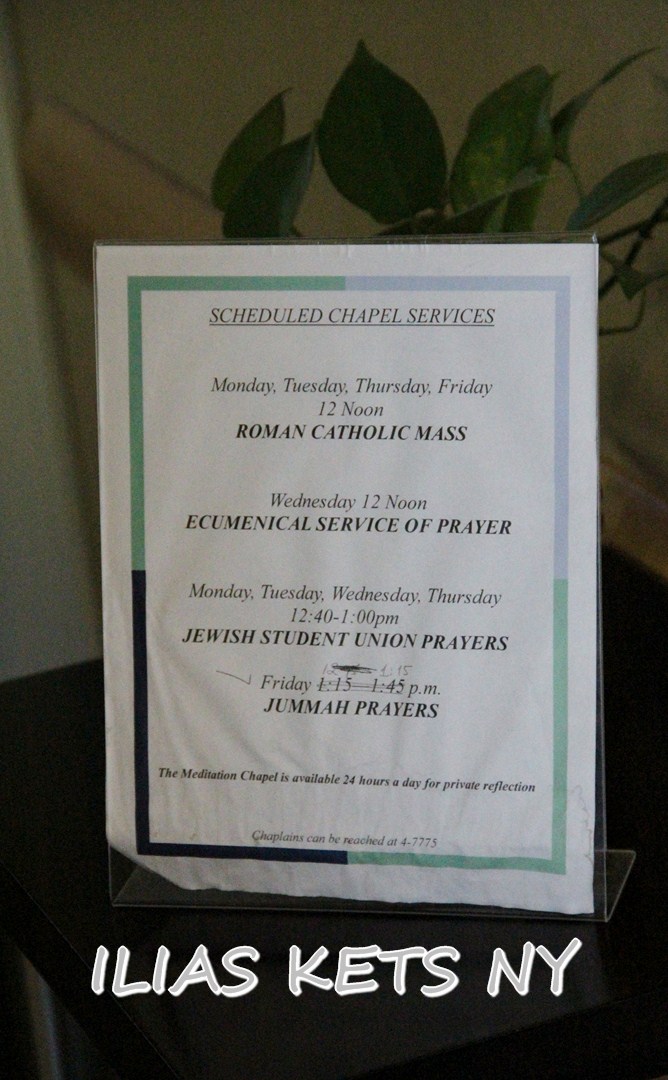 SCHEDULED CHAPEL SERVICES
Monday, Tuesday, Thursday, Friday
12 Noon
ROMAN CATHOLIC MASS
Wednesday 12 Noon
ECUMENICAL SERVICE OF PRAYER
Monday, Tuesday, Wednesday, Thursday
12:40-1:00pm
JEWISH STUDENT UNION PRAYERS
1:15
Friday 1:15—1:45 p.m.
JUMMAH PRAYERS
The Meditation Chapel is available 24 hours a day for private reflection
Chaplains can be reached at 4-7775
ILIAS KETS NY